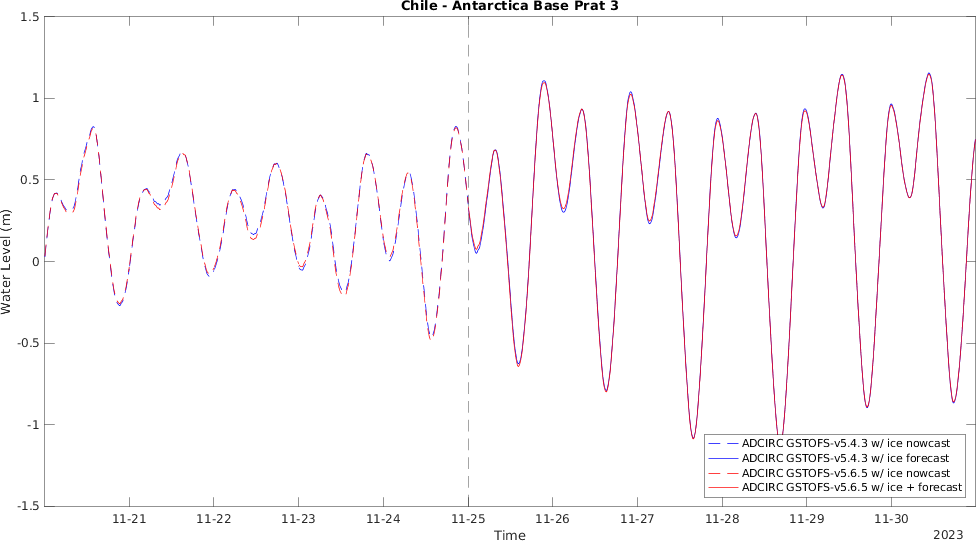 Chile - Antarctica Base Prat 3
1.5
1
0.5
0
-0.5
-1
-1.5
Water Level (m)
ADCIRC GSTOFS-v5.4.3 w/ ice nowcast
ADCIRC GSTOFS-v5.4.3 w/ ice forecast
ADCIRC GSTOFS-v5.6.5 w/ ice nowcast
ADCIRC GSTOFS-v5.6.5 w/ ice + forecast
11-21 11-22 11-23 11-24 11-25 11-26 11-27 11-28 11-29 11-30
Time
2023